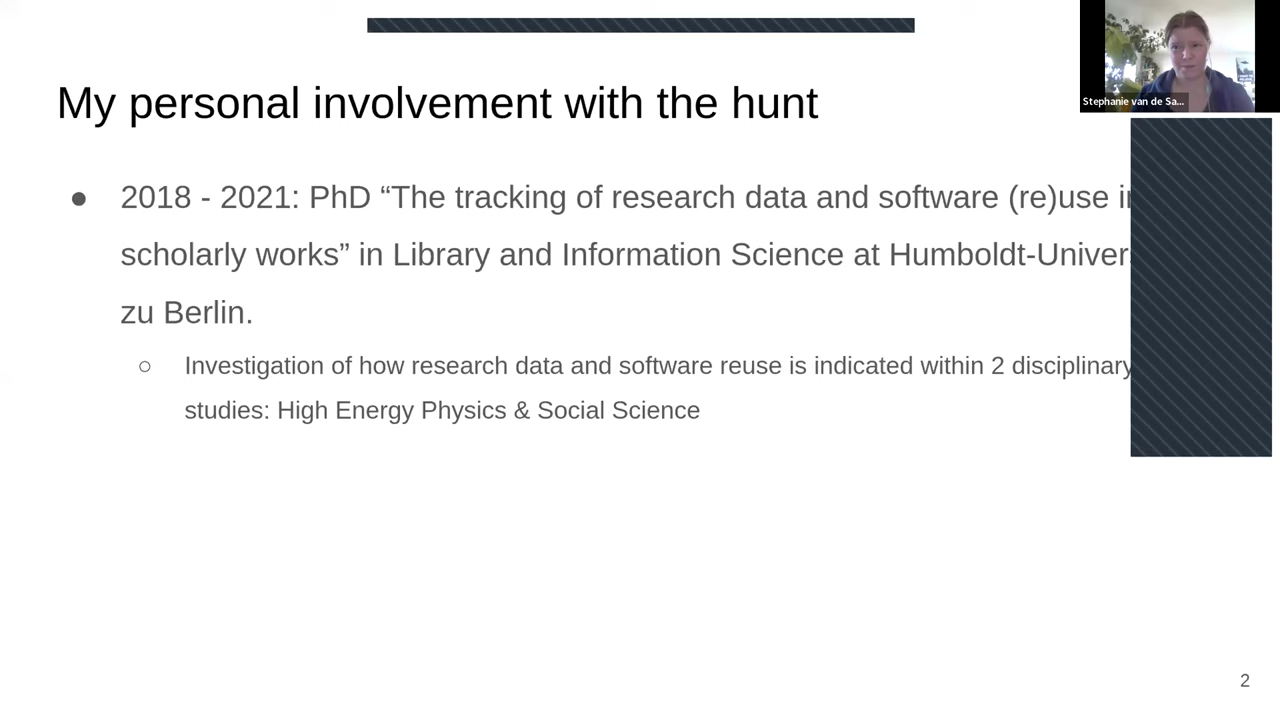 My personal involvement with the hunt
Stephanie van de Sa...
● 2018 - 2021: PhD “The tracking of research data and software (re)use
scholarly works” in Library and Information Science at Humboldt-Univer
zu Berlin.
○ Investigation of how research data and software reuse is indicated within 2 disciplinary
studies: High Energy Physics & Social Science
2